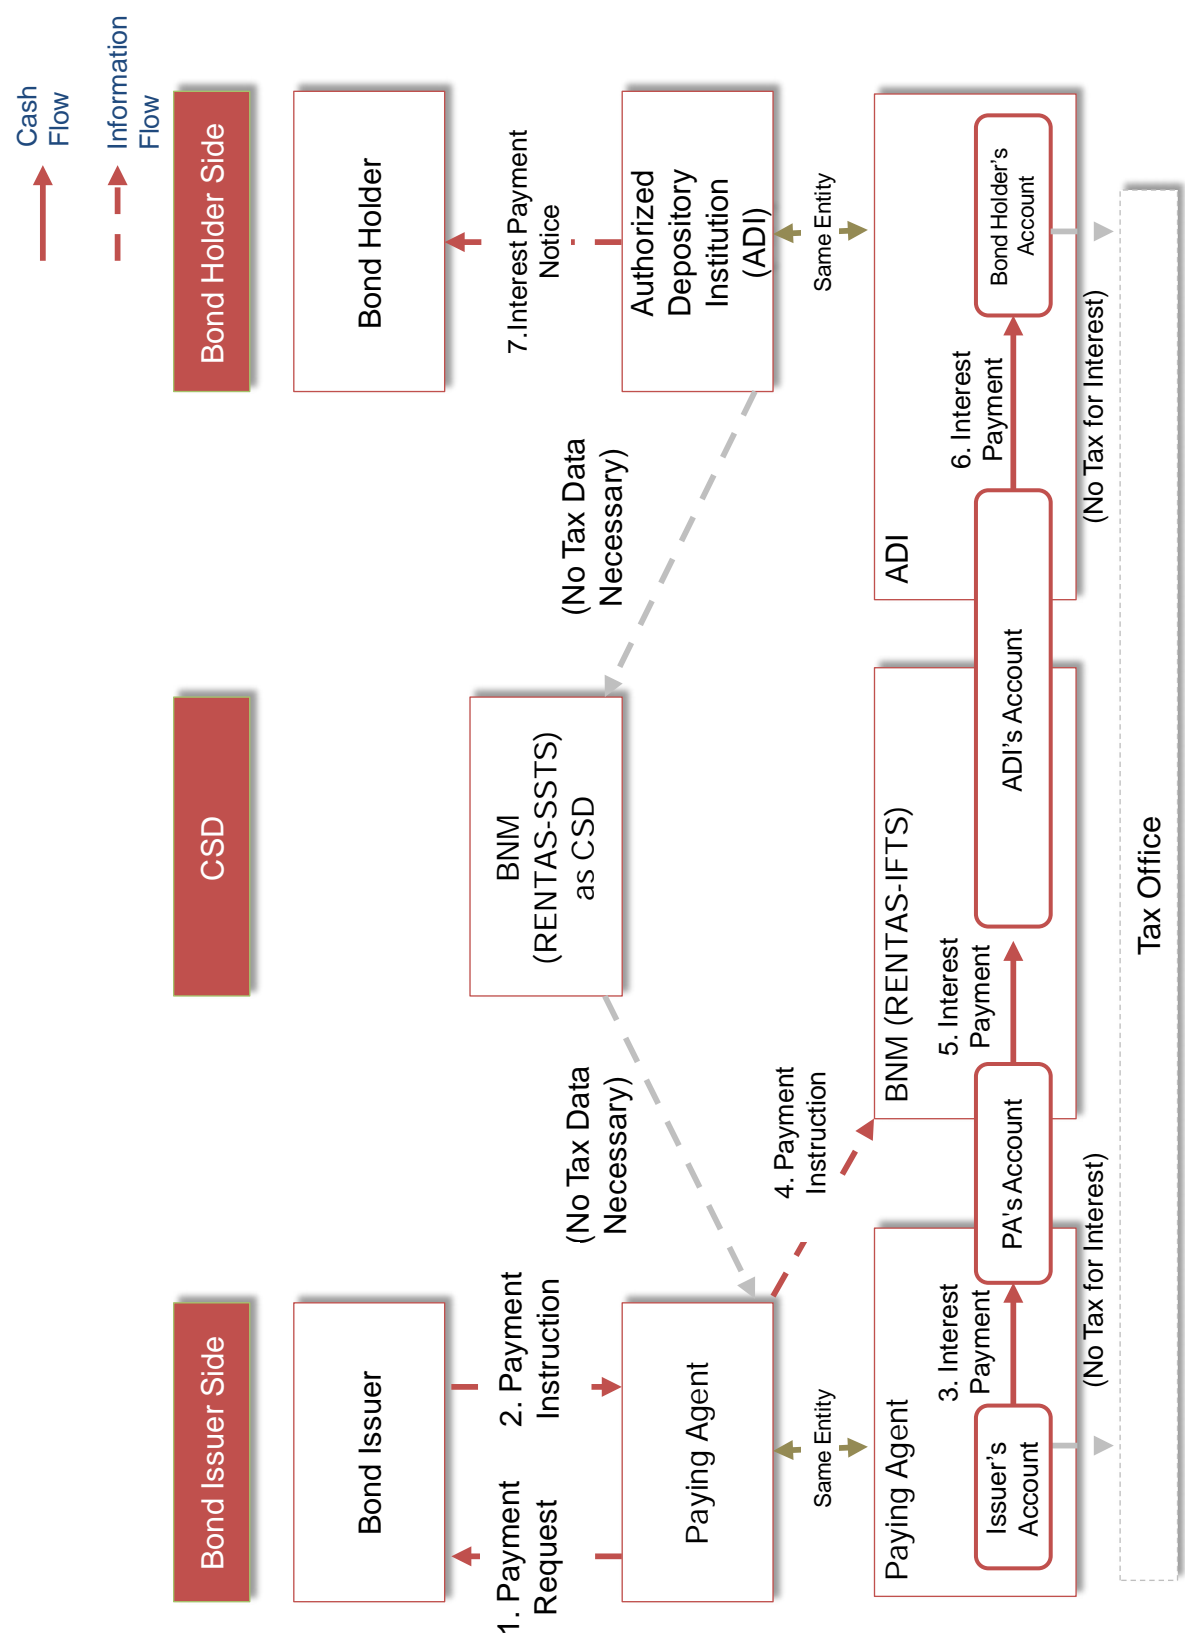 Cash
Flow
Information
Flow
Bond Issuer Side
CSD
Bond Holder Side
Bond Issuer
Bond Holder
1. Payment
Request
2. Payment
Instruction
BNM
(RENTAS-SSTS)
as CSD
7.Interest Payment
Notice
(No Tax Data
Necessary)
(No Tax Data
Necessary)
Paying Agent
Authorized
Depository
Institution
(ADI)
Same Entity
4. Payment
Instruction
Same Entity
Paying Agent
BNM (RENTAS-IFTS)
ADI
3. Interest
Payment
5. Interest
Payment
6. Interest
Payment
Issuer's
Account
PA's Account
ADI's Account
Bond Holder's
Account
(No Tax for Interest)
(No Tax for Interest)
Tax Office